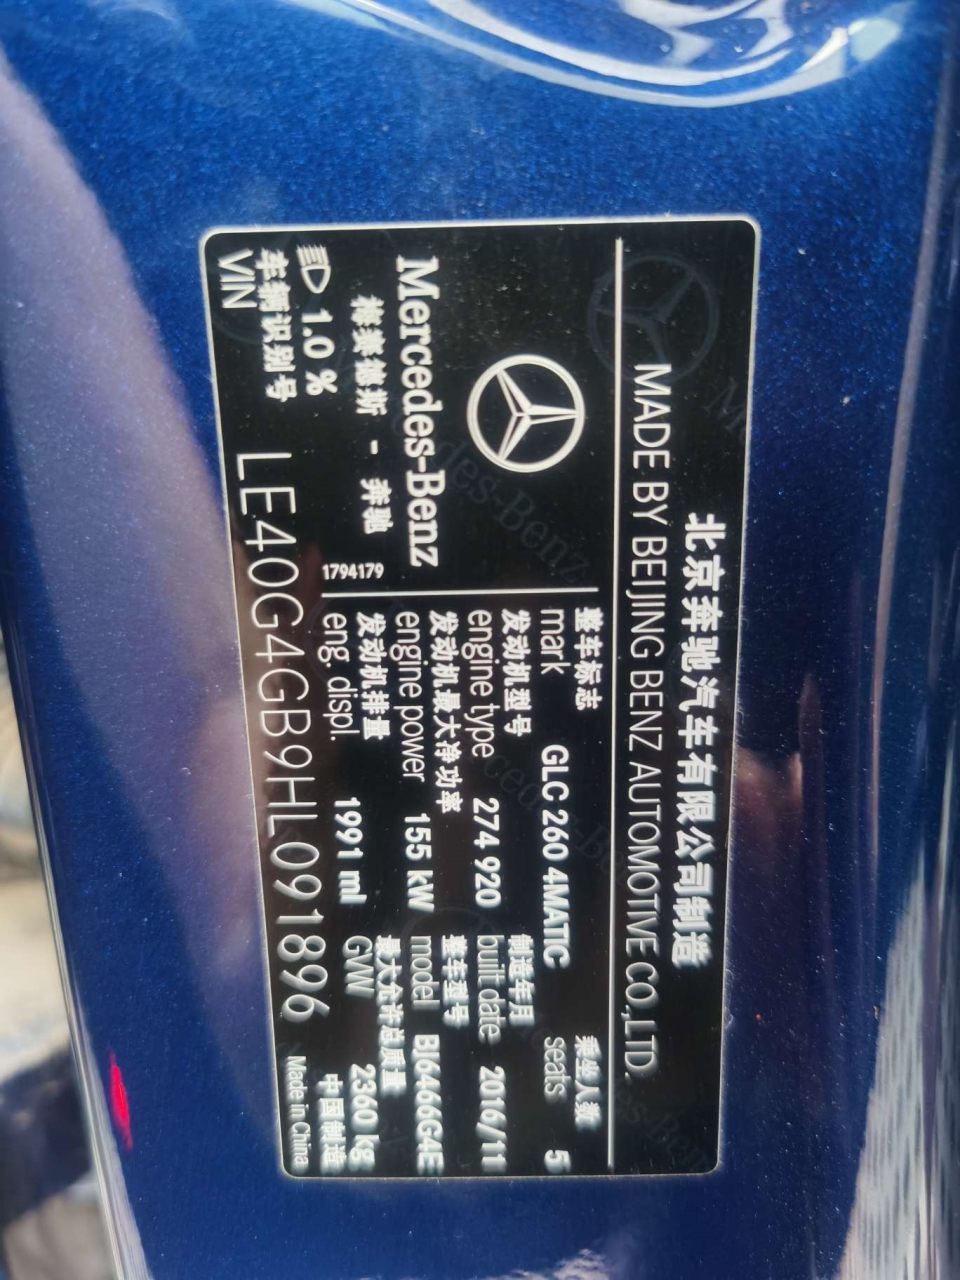 北京奔驰汽车有限公司制造
MADE BY BEIJING BENZ AUTOMOTIVE CO.,LTD.
Mercedes-Benz
梅赛德斯 - 奔驰
1.0 %
1794179
整车标志
mark GLC 260 4MATIC
乘坐人数
seats 5
发动机型号
engine type 274 920
制造年月
built date 2016/11
发动机最大净功率
engine power 155 kW
整车型号
model BJ6466G4E
发动机排量
eng. displ. 1991 ml
最大允许总质量
GVW 2360 kg
车辆识别号
VIN LE40G4GB9HL091896
中国制造
Made in China